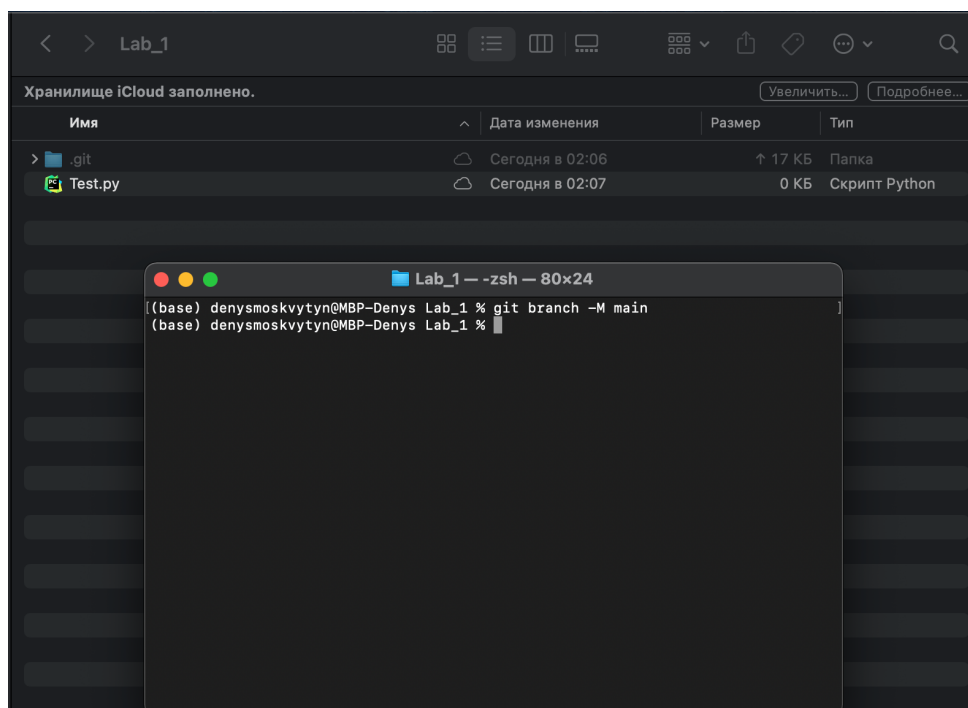 Lab_1
Хранилище iCloud заполнено.
Увеличить...
Подробнее...
Имя
Дата изменения
Размер
Тип
.git
Сегодня в 02:06
↑ 17 КБ
Папка
PC
Test.py
Сегодня в 02:07
0 КБ
Скрипт Python
Lab_1 — -zsh — 80×24
[(base) denysmoskvytyn@MBP-Denys Lab_1 % git branch -M main ]
(base) denysmoskvytyn@MBP-Denys Lab_1 %